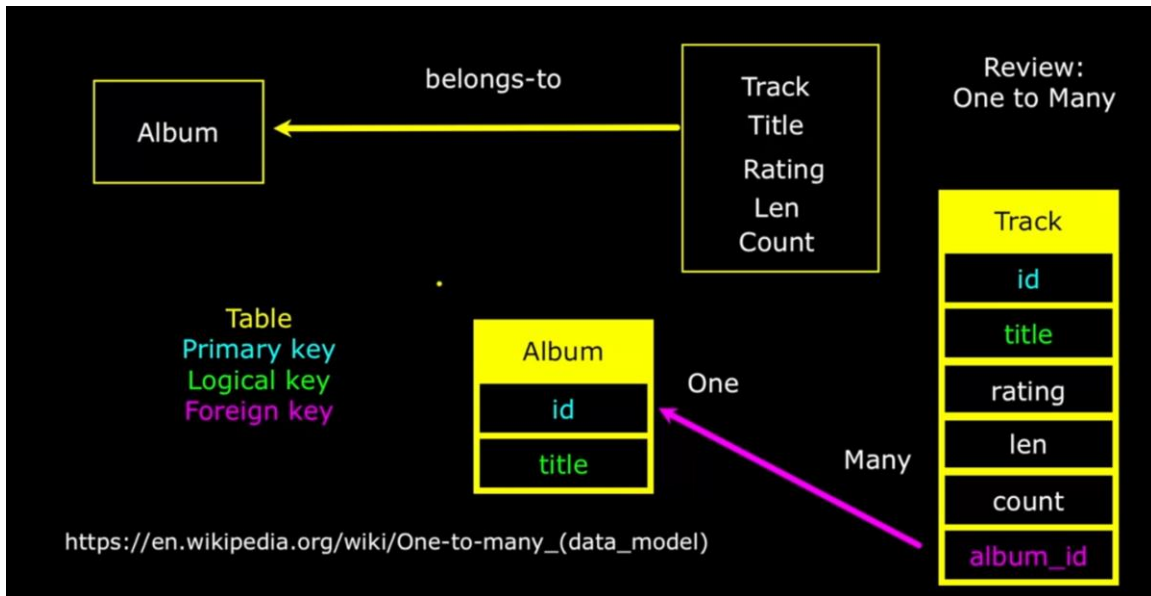 Review:
One to Many
belongs-to
Album
Track
Title
Rating
Len
Count
Table
Primary key
Logical key
Foreign key
Album
id
title
One
Many
Track
id
title
rating
len
count
album_id
https://en.wikipedia.org/wiki/One-to-many_(data_model)